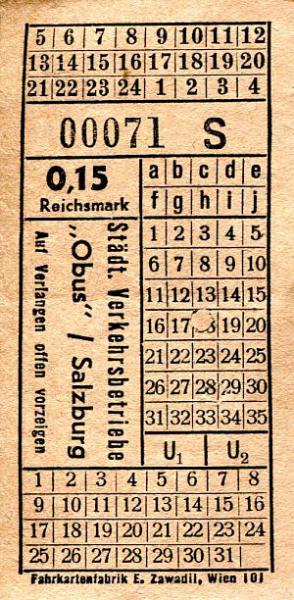 5 6 7 8 9 10 11 12
13 14 15 16 17 18 19 20
21 22 23 24 1 2 3 4
00071 S
0,15
Reichsmark
Städt. Verkehrsbetriebe
„Obus" / Salzburg
Auf Verlangen offen vorzeigen
a b c d e
f g h i j
1 2 3 4 5
6 7 8 9 10
11 12 13 14 15
16 17 18 19 20
21 22 23 24 25
26 27 28 29 30
31 32 33 34 35
U1 U2
1 2 3 4 5 6 7 8
9 10 11 12 13 14 15 16
17 18 19 20 21 22 23 24
25 26 27 28 29 30 31
Fahrkartenfabrik E. Zawadil, Wien 101